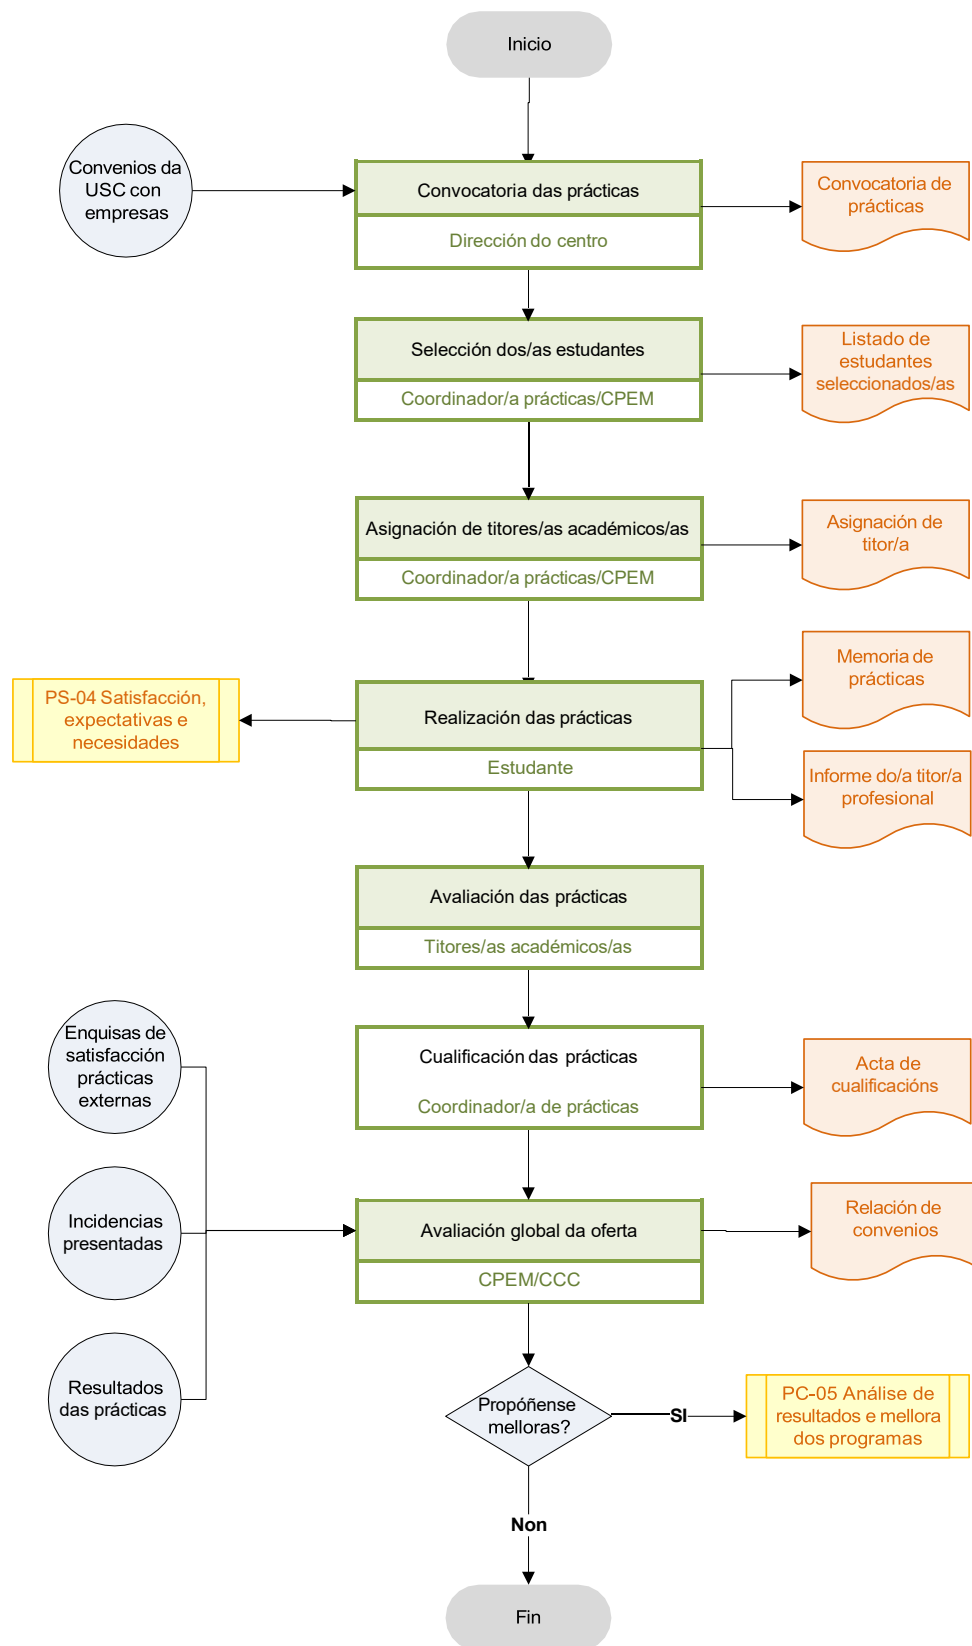 Inicio
Convenios da
USC con
empresas
Convocatoria das prácticas
Dirección do centro
Convocatoria de
prácticas
Selección dos/as estudantes
Coordinador/a prácticas/CPEM
Listado de
estudantes
seleccionados/as
Asignación de titores/as académicos/as
Coordinador/a prácticas/CPEM
Asignación de
titor/a
Memoria de
prácticas
PS-04 Satisfacción,
expectativas e
necesidades
Realización das prácticas
Estudante
Informe do/a titor/a
profesional
Avaliación das prácticas
Titores/as académicos/as
Enquisas de
satisfacción
prácticas
externas
Cualificación das prácticas
Coordinador/a de prácticas
Acta de
cualificacións
Incidencias
presentadas
Avaliación global da oferta
CPEM/CCC
Relación de
convenios
Resultados
das prácticas
Propóñense
melloras?
SI
PC-05 Análise de
resultados e mellora
dos programas
Non
Fin